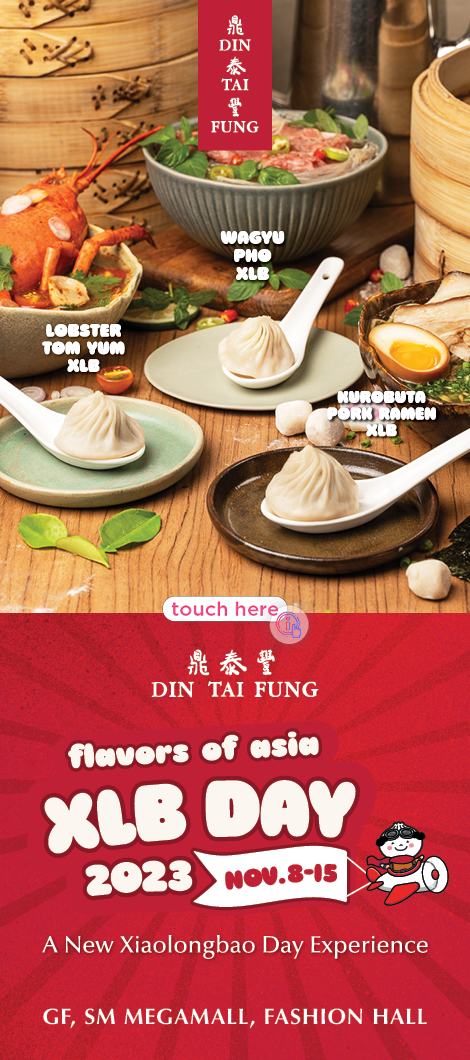 鼎
DIN
泰
TAI
豐
FUNG
WAGYU
PHO
XLB
LOBSTER
TOM YUM
XLB
KUROBUTA
PORK RAMEN
XLB
touch here
鼎泰豐
DIN TAI FUNG
flavors of asia
XLB DAY
2023
NOV.8-15
A New Xiaolongbao Day Experience
GF, SM MEGAMALL, FASHION HALL